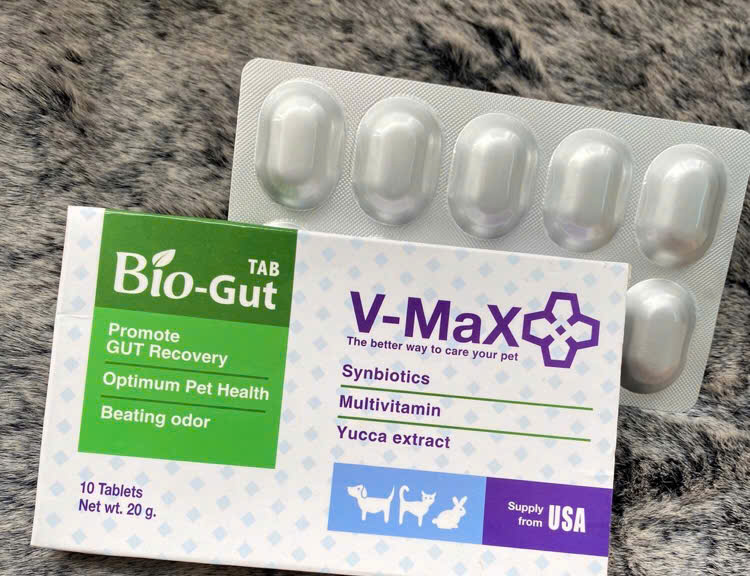 TAB
Bio-Gut
Promote
GUT Recovery
Optimum Pet Health
Beating odor
10 Tablets
Net wt. 20 g.
V-MaX
The better way to care your pet
Synbiotics
Multivitamin
Yucca extract
Supply
from USA